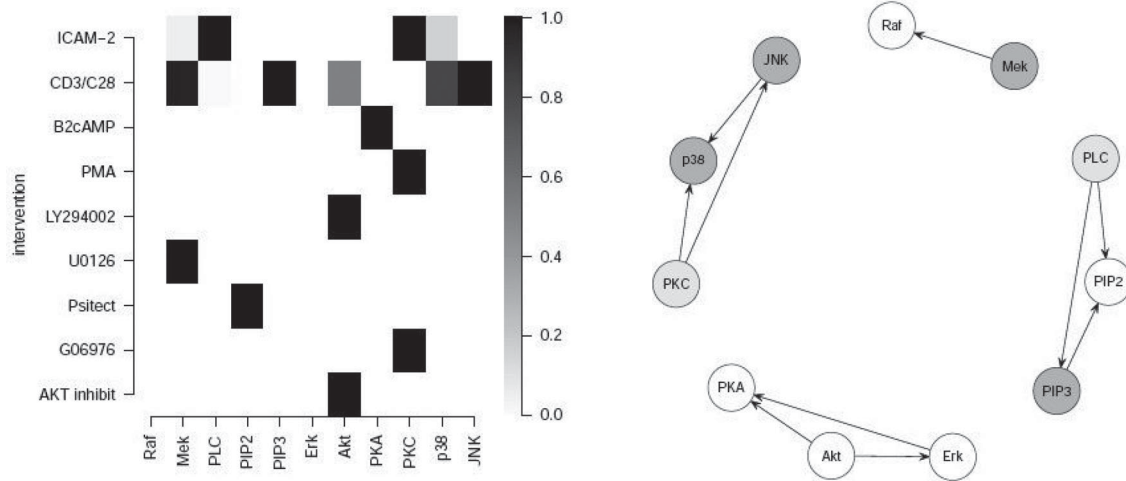 intervention
ICAM-2
CD3/C28
B2cAMP
PMA
LY294002
U0126
Psitect
G06976
AKT inhibit
Raf
Mek
PLC
PIP2
PIP3
Erk
Akt
PKA
PKC
p38
JNK
1.0
0.8
0.6
0.4
0.2
0.0
Raf
Mek
JNK
p38
PKC
PLC
PIP2
PIP3
PKA
Akt
Erk